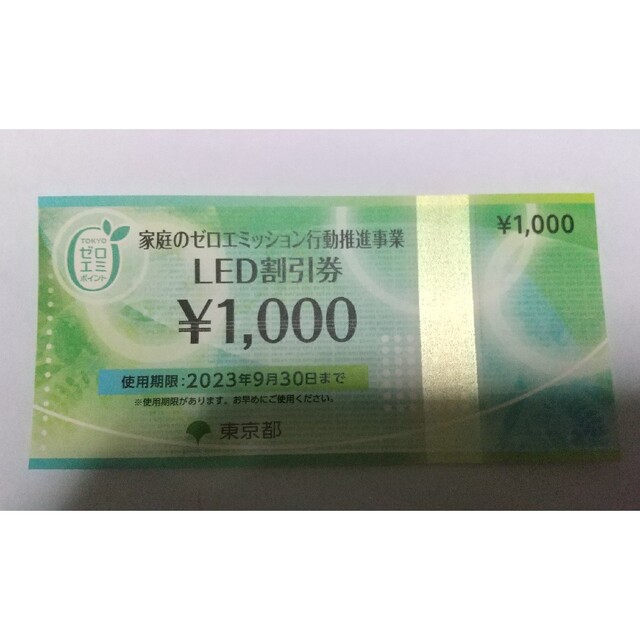 TOKYO
ゼロ
エミ
ポイント
家庭のゼロエミッション行動推進事業
LED割引券
¥1,000
使用期限:2023年9月30日まで
※使用期限があります。お早めにご使用ください。
東京都
¥1,000